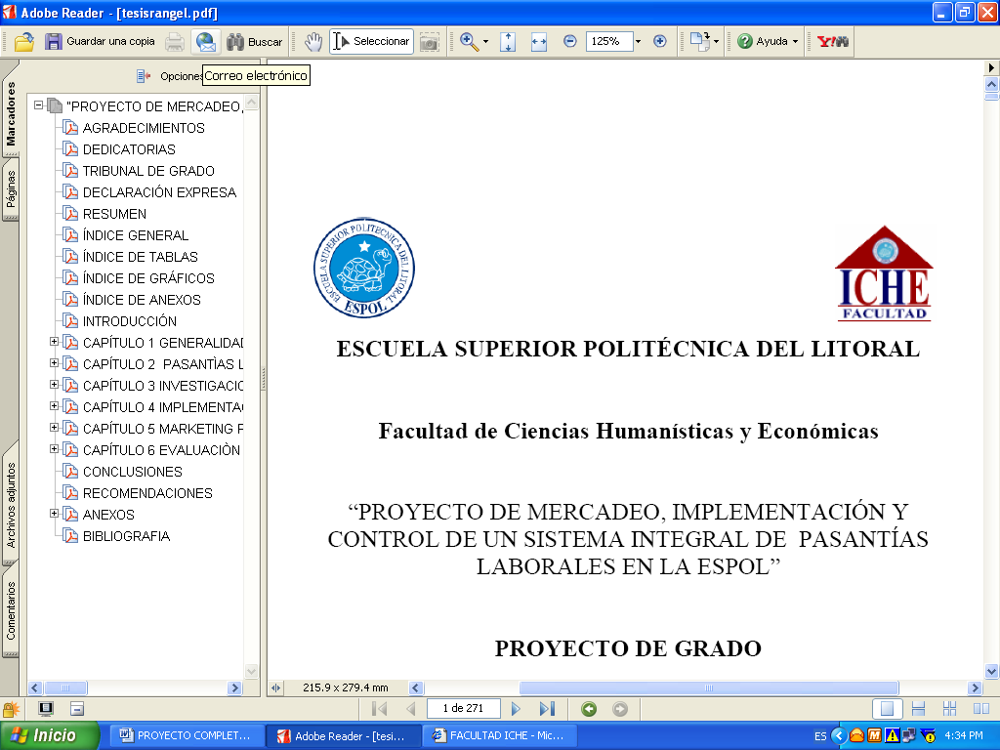 Adobe Reader - [tesisrangel.pdf]
Guardar una copia
Buscar
Seleccionar
125%
Ayuda
Y!
Opciones
Correo electrónico
Marcadores
Páginas
Archivos adjuntos
Comentarios
"PROYECTO DE MERCADEO,
AGRADECIMIENTOS
DEDICATORIAS
TRIBUNAL DE GRADO
DECLARACIÓN EXPRESA
RESUMEN
ÍNDICE GENERAL
ÍNDICE DE TABLAS
ÍNDICE DE GRÁFICOS
ÍNDICE DE ANEXOS
INTRODUCCIÓN
CAPÍTULO 1 GENERALIDAD
CAPÍTULO 2 PASANTÌAS L
CAPÍTULO 3 INVESTIGACIO
CAPÍTULO 4 IMPLEMENTAC
CAPÍTULO 5 MARKETING P
CAPÍTULO 6 EVALUACIÒN
CONCLUSIONES
RECOMENDACIONES
ANEXOS
BIBLIOGRAFIA
ESCUELA SUPERIOR POLITECNICA DEL LITORAL
ESPOL
ICHE
FACULTAD
ESCUELA SUPERIOR POLITÉCNICA DEL LITORAL
Facultad de Ciencias Humanísticas y Económicas
“PROYECTO DE MERCADEO, IMPLEMENTACIÓN Y
CONTROL DE UN SISTEMA INTEGRAL DE PASANTÍAS
LABORALES EN LA ESPOL”
PROYECTO DE GRADO
215.9 x 279.4 mm
1 de 271
Inicio
PROYECTO COMPLET...
Adobe Reader - [tesi...
FACULTAD ICHE - Mic...
ES
4:34 PM